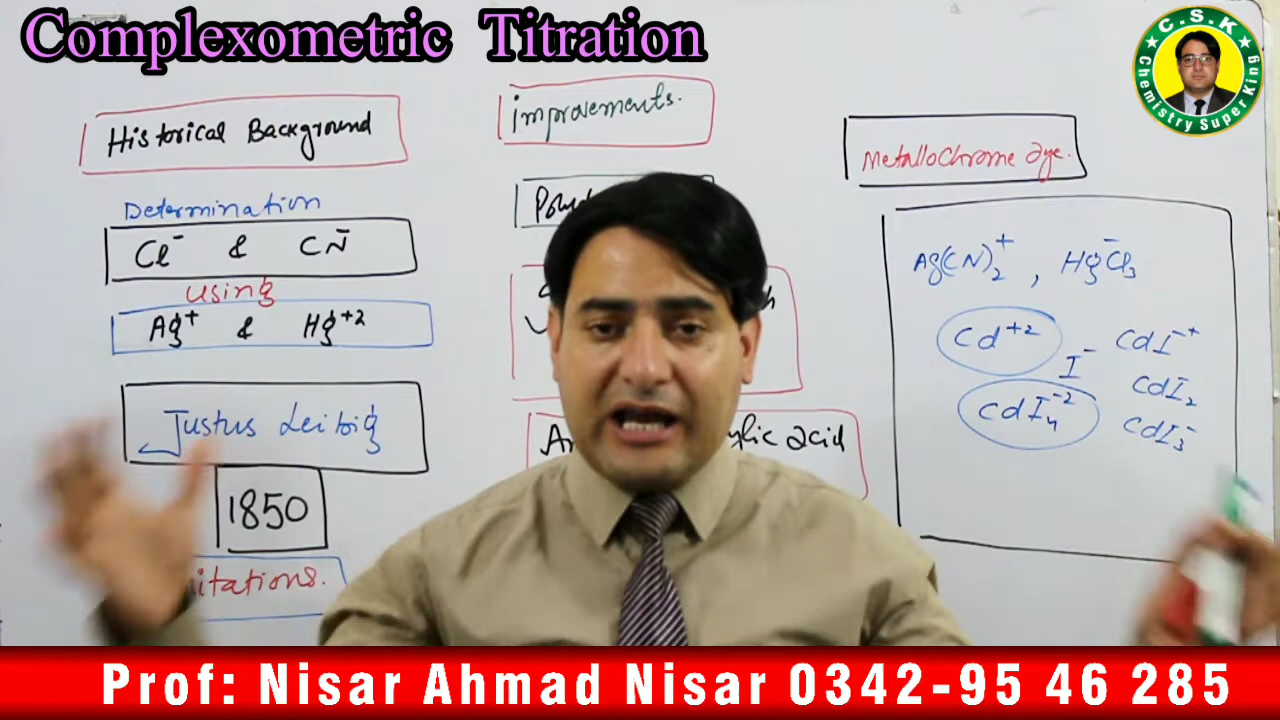 Complexometric Titration
C.S.K
Chemistry Super King
Historical Background
Determination
Cl⁻ & CN⁻
using
Ag⁺ & Hg⁺²
Justus Leibig
1850
itations.
improvements.
ylic acid
Metallochrome dye.
Ag(CN)₂⁺ , HgCl₃⁻
Cd⁺² CdI⁻⁺
I⁻ CdI₂⁻
CdI₄⁻² CdI₃⁻
Prof: Nisar Ahmad Nisar 0342-95 46 285